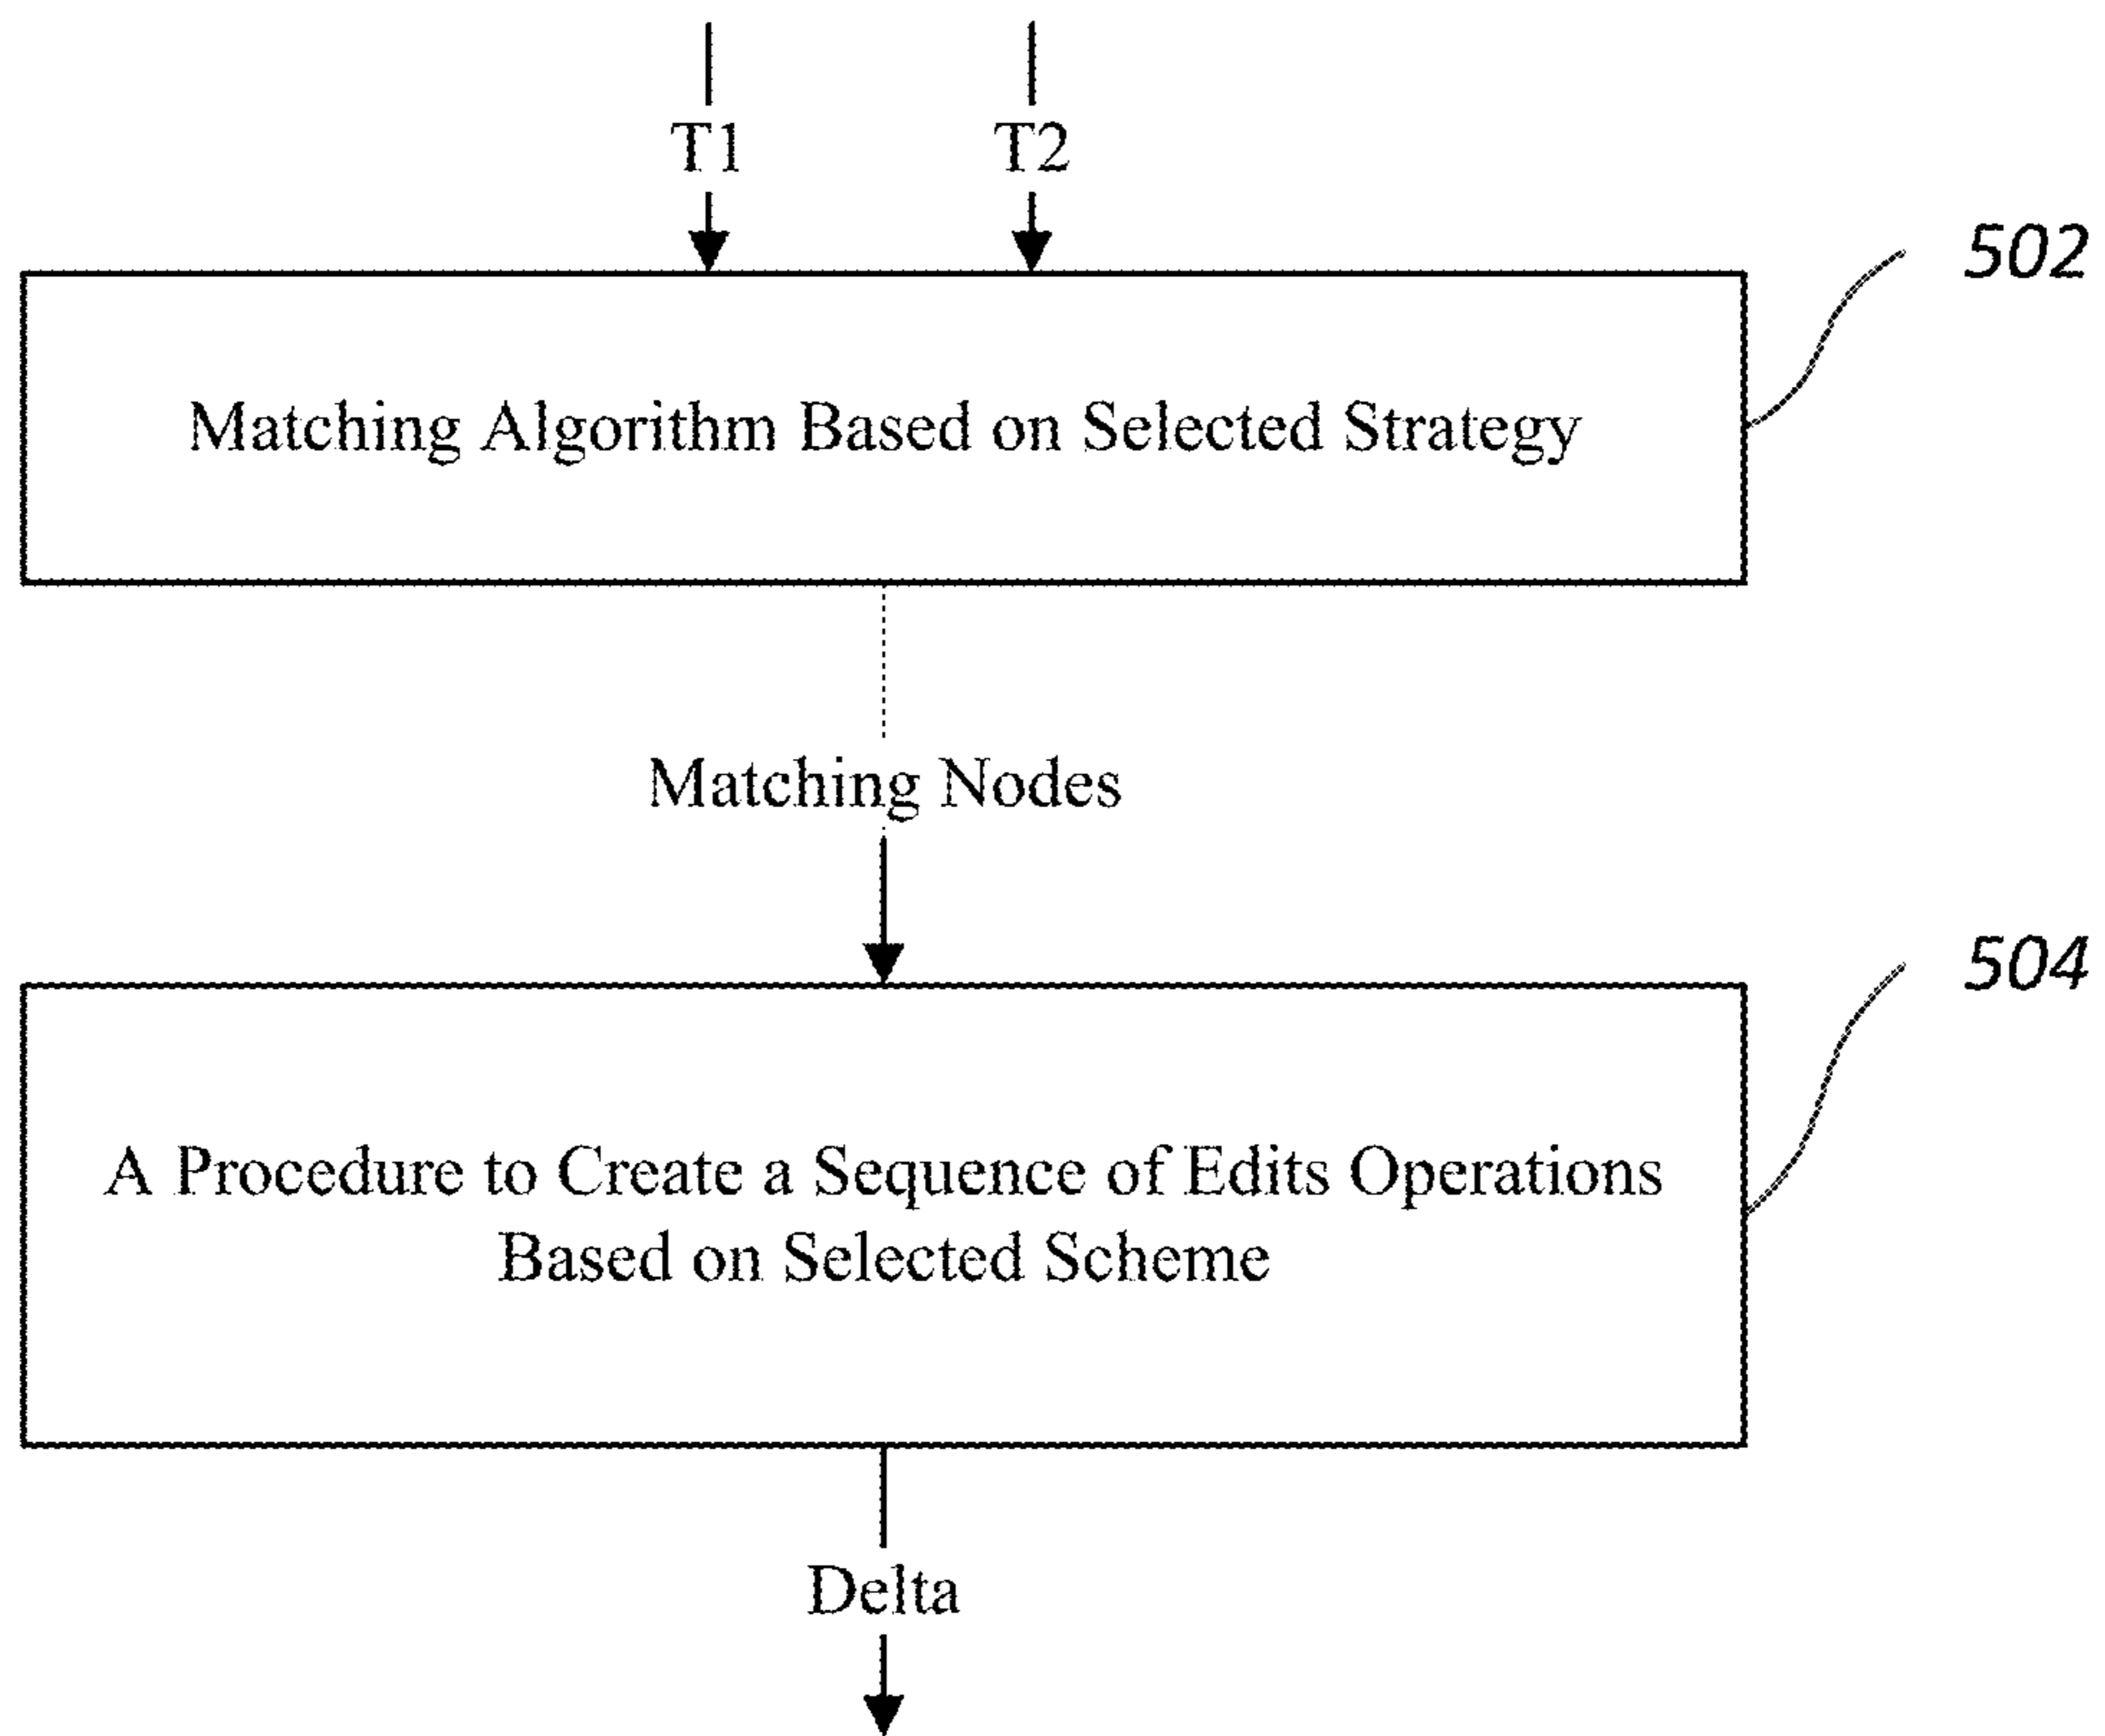 T1 T2
502
Matching Algorithm Based on Selected Strategy
Matching Nodes
504
A Procedure to Create a Sequence of Edits Operations
Based on Selected Scheme
Delta